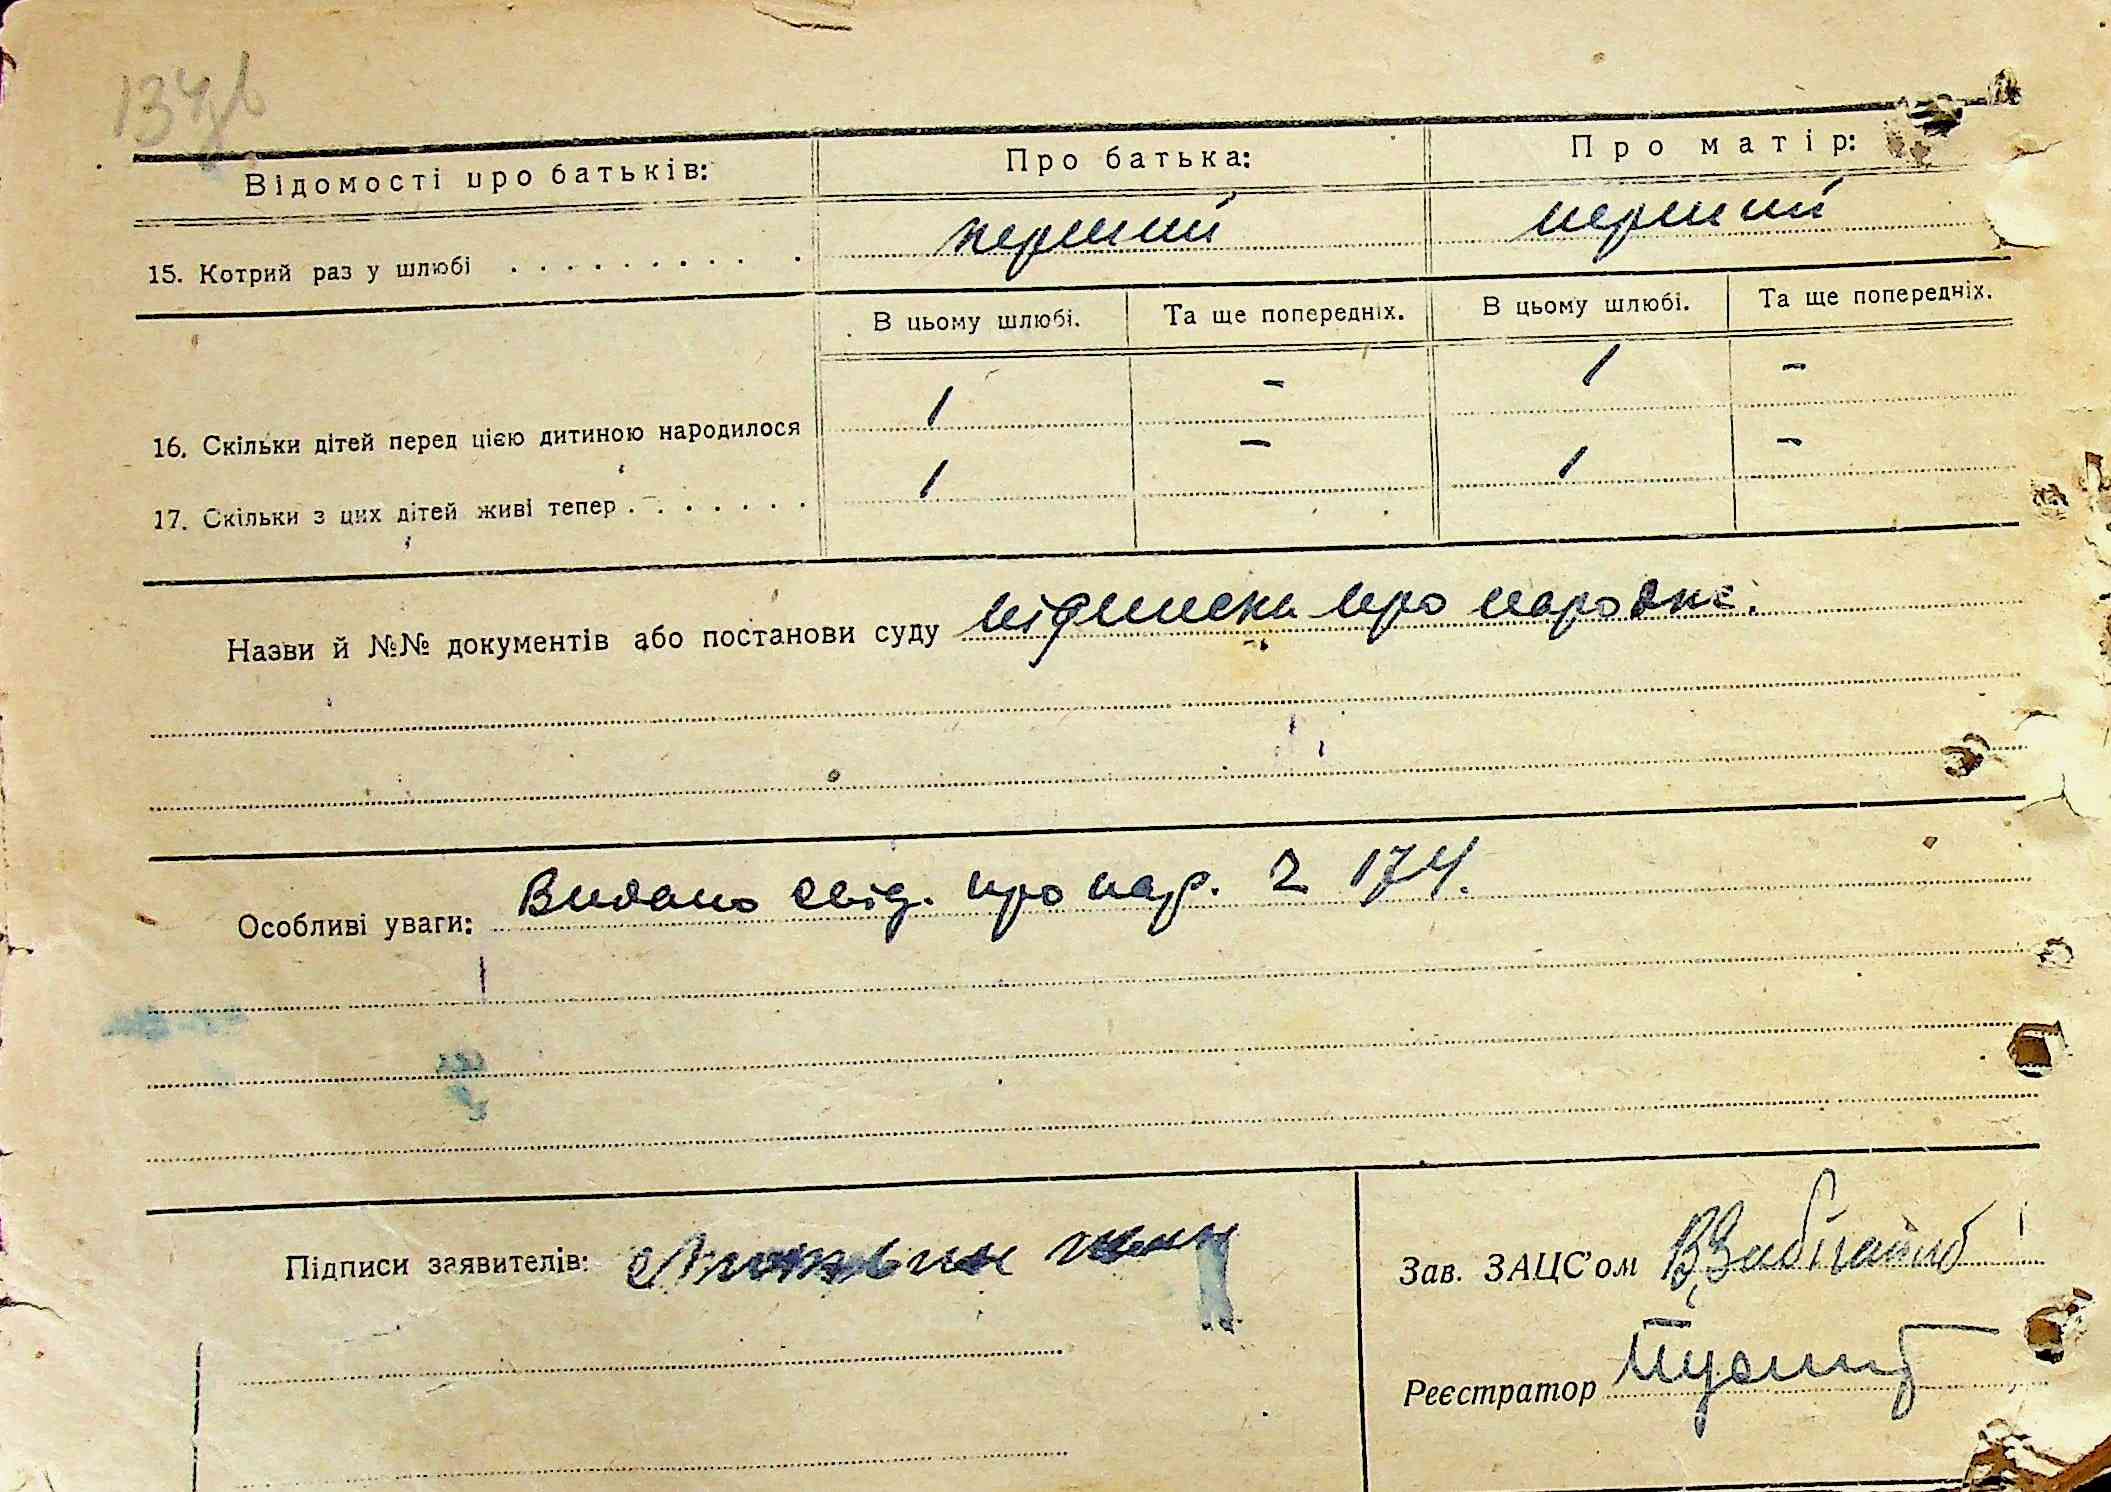 134зв
Відомості про батьків: Про батька: Про матір:
15. Котрий раз у шлюбі . . . . . . . . . . перший перший
В цьому шлюбі. Та ще попередніх. В цьому шлюбі. Та ще попередніх.
16. Скільки дітей перед цією дитиною народилося 1 - 1 -
17. Скільки з цих дітей живі тепер . . . . . . . 1 - 1 -
Назви й №№ документів або постанови суду про народже.
Особливі уваги: Видано свід. про нар. 2 174.
Підписи заявителів:
Зав. ЗАЦС'ом
Реєстратор